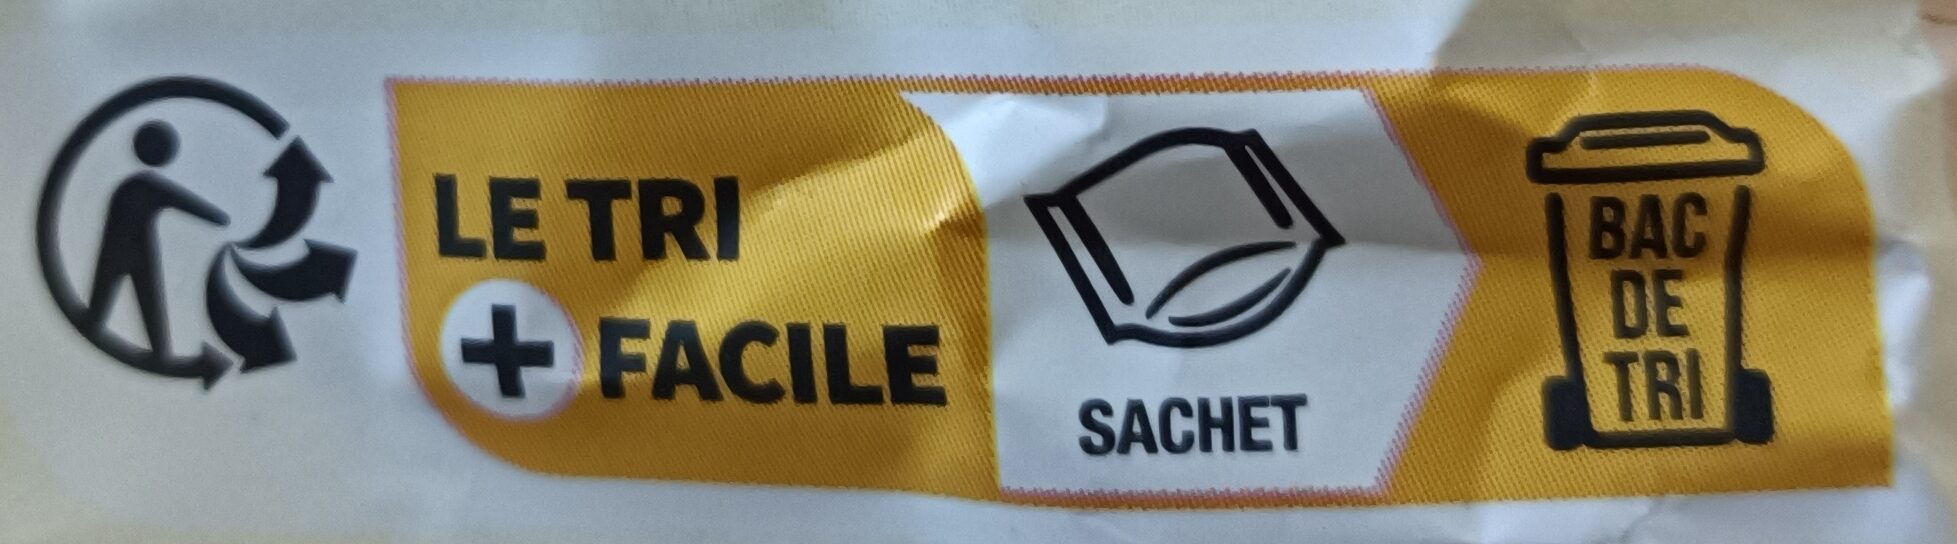 LE TRI
+ FACILE
SACHET
BAC
DE
TRI